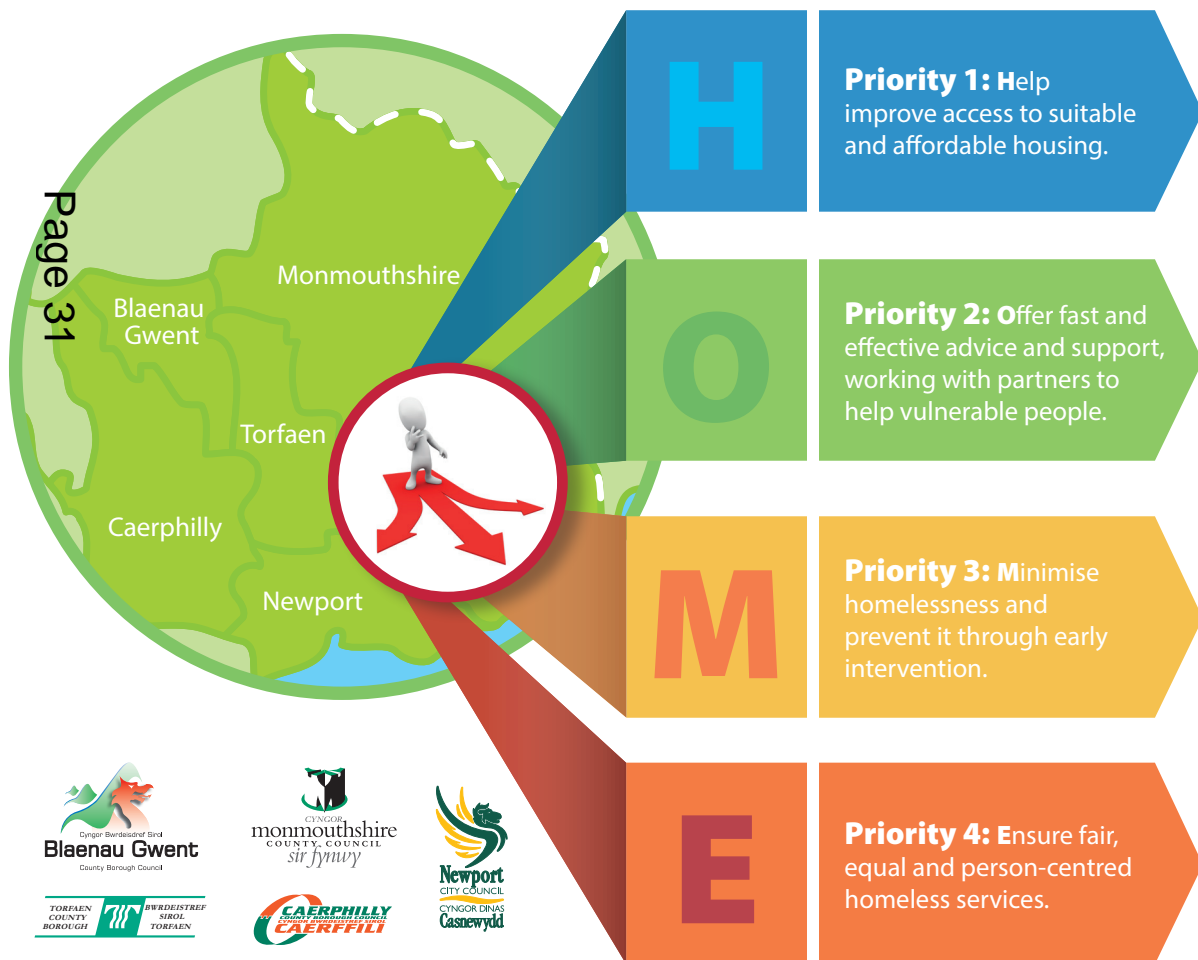 Page 31
Monmouthshire
Blaenau
Gwent
Torfaen
Caerphilly
Newport
H
Priority 1: Help
improve access to suitable
and affordable housing.
O
Priority 2: Offer fast and
effective advice and support,
working with partners to
help vulnerable people.
M
Priority 3: Minimise
homelessness and
prevent it through early
intervention.
E
Priority 4: Ensure fair,
equal and person-centred
homeless services.
Cyngor Bwrdeisdref Sirol
Blaenau Gwent
County Borough Council
CYNGOR
monmouthshire
COUNTY COUNCIL
sir fynwy
Newport
CITY COUNCIL
CYNGOR DINAS
Casnewydd
TORFAEN
COUNTY
BOROUGH
BWRDEISTREF
SIROL
TORFAEN
CAERPHILLY
COUNTY BOROUGH COUNCIL
CYNGOR BWRDEISTREF SIROL
CAERFFILI